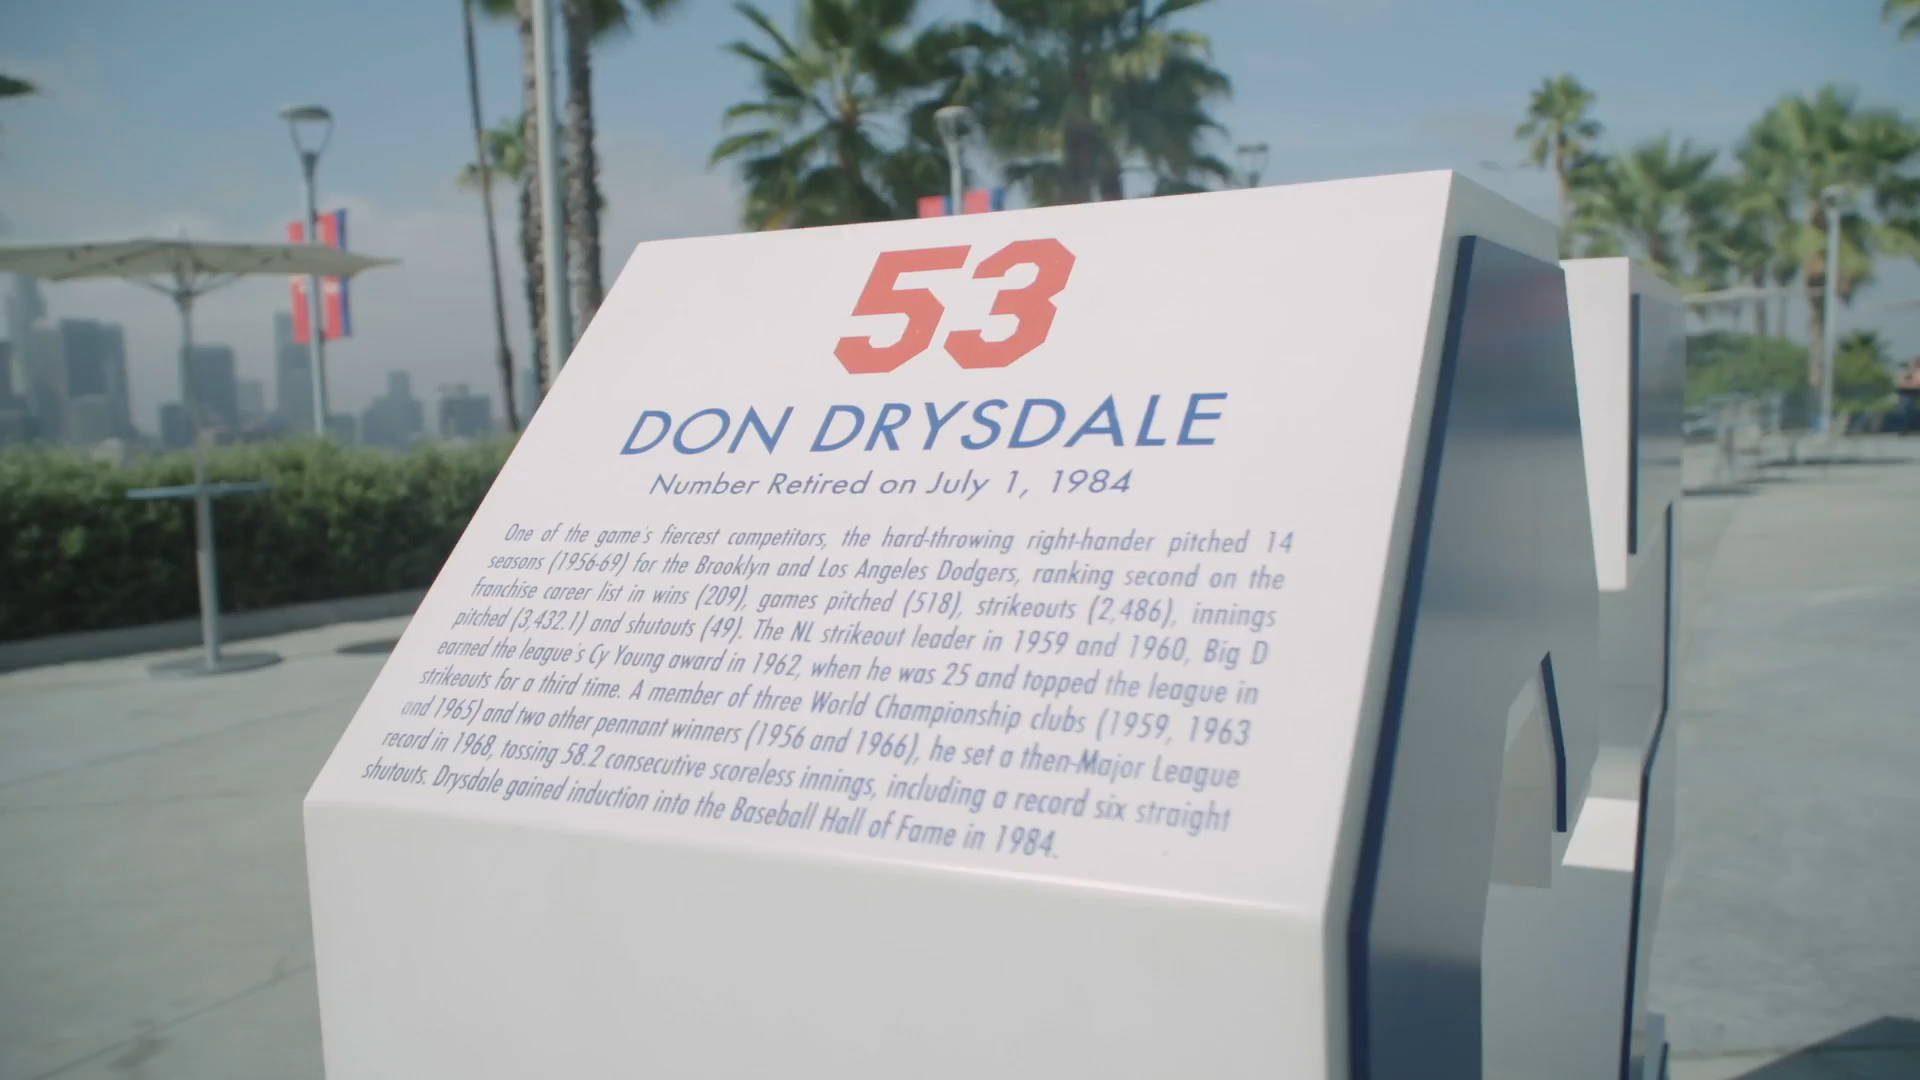 53
DON DRYSDALE
Number Retired on July 1, 1984
One of the game's fiercest competitors, the hard-throwing right-hander pitched 14
seasons (1956-69) for the Brooklyn and Los Angeles Dodgers, ranking second on the
franchise career list in wins (209), games pitched (518), strikeouts (2,486), innings
pitched (3,432.1) and shutouts (49). The NL strikeout leader in 1959 and 1960, Big D
earned the league's Cy Young award in 1962, when he was 25 and topped the league in
strikeouts for a third time. A member of three World Championship clubs (1959, 1963
and 1965) and two other pennant winners (1956 and 1966), he set a then-Major League
record in 1968, tossing 58.2 consecutive scoreless innings, including a record six straight
shutouts. Drysdale gained induction into the Baseball Hall of Fame in 1984.